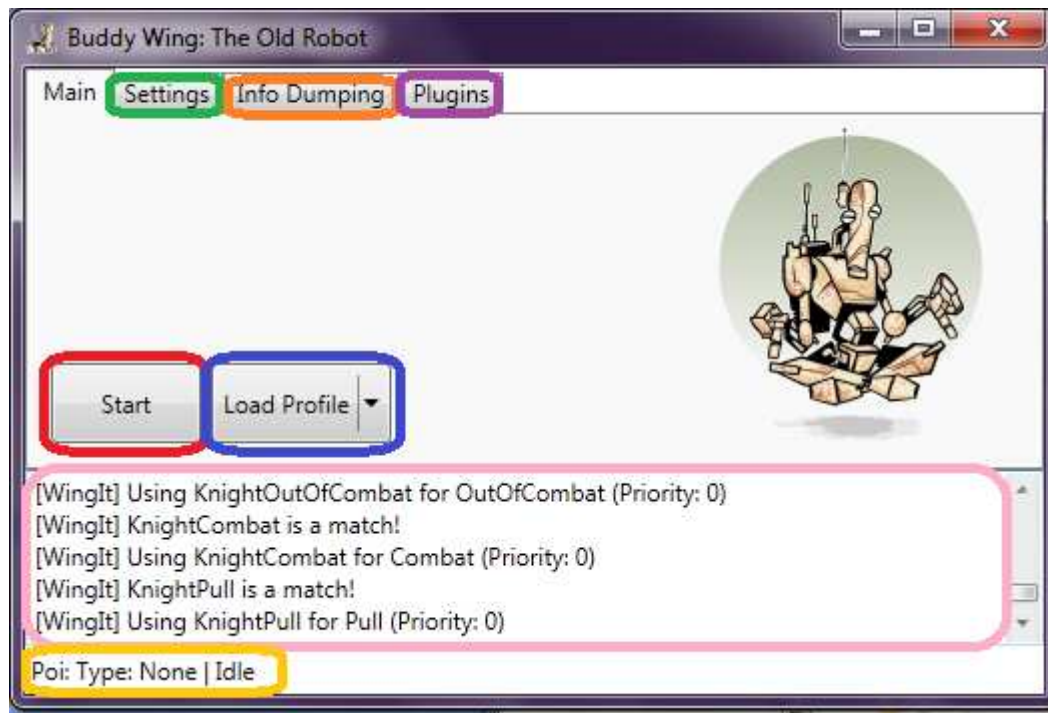 Buddy Wing: The Old Robot
Main Settings Info Dumping Plugins
Start Load Profile
[WingIt] Using KnightOutOfCombat for OutOfCombat (Priority: 0)
[WingIt] KnightCombat is a match!
[WingIt] Using KnightCombat for Combat (Priority: 0)
[WingIt] KnightPull is a match!
[WingIt] Using KnightPull for Pull (Priority: 0)
Poi: Type: None | Idle